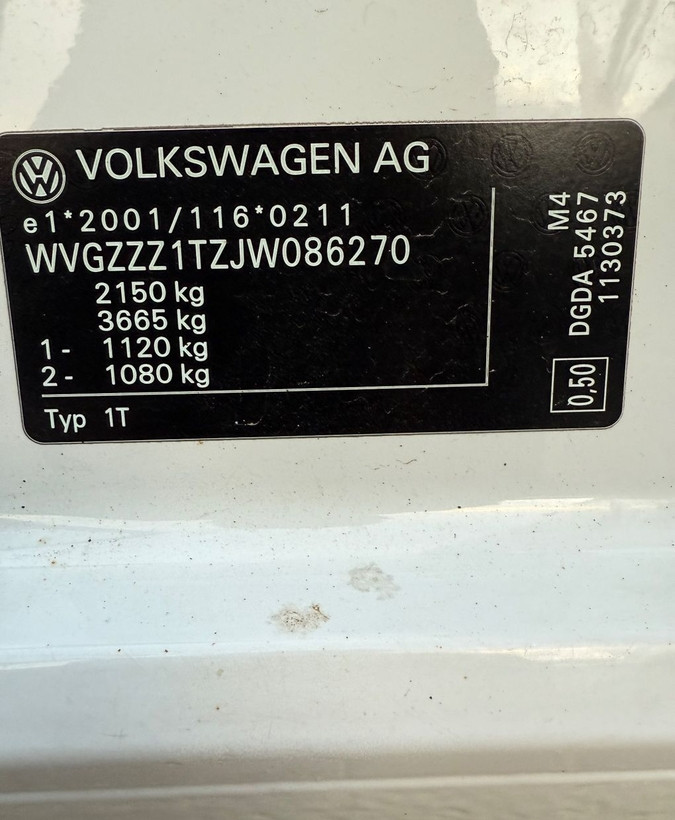 VOLKSWAGEN AG
e1*2001/116*0211
WVGZZZ1TZJW086270
2150 kg
3665 kg
1 - 1120 kg
2 - 1080 kg
Typ 1T
M4
DGDA 5467
1130373
0,50